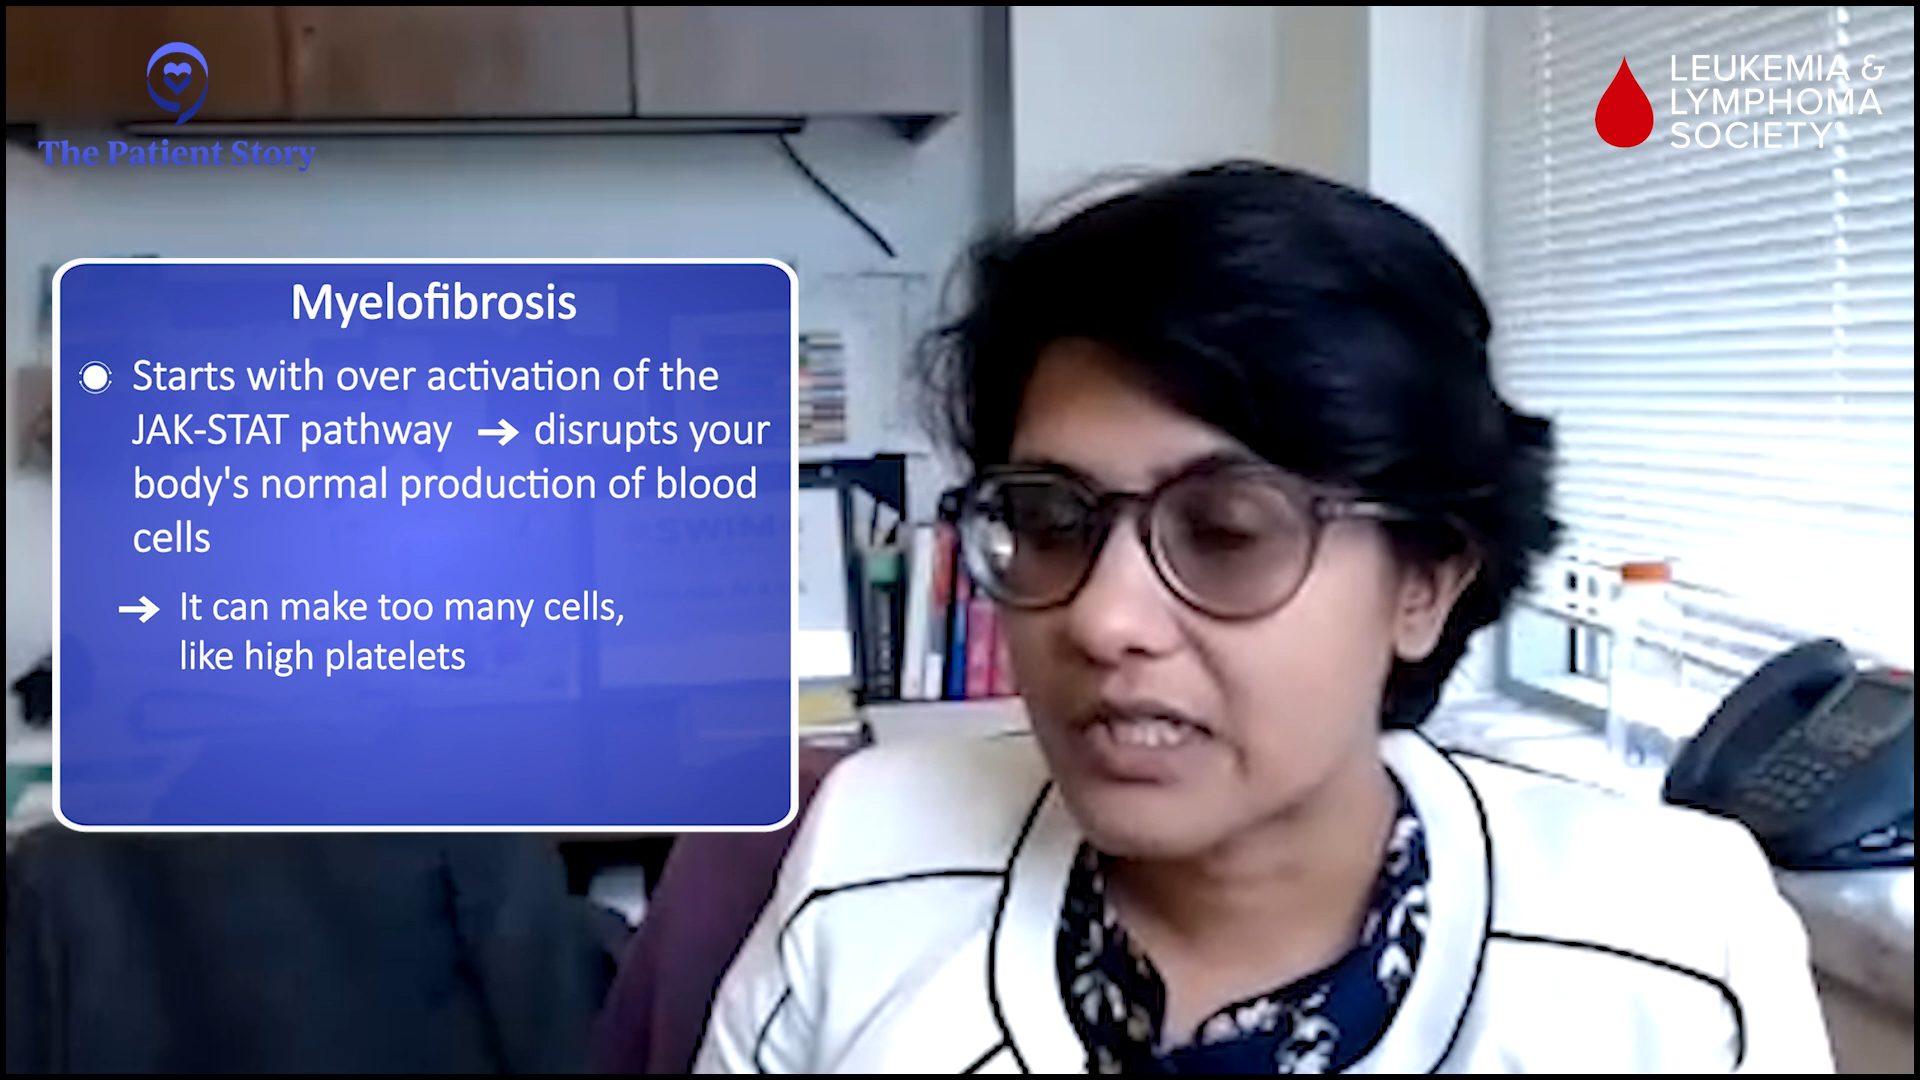 The Patient Story
LEUKEMIA &
LYMPHOMA
SOCIETY
Myelofibrosis
Starts with over activation of the
JAK-STAT pathway → disrupts your
body's normal production of blood
cells
→ It can make too many cells,
like high platelets